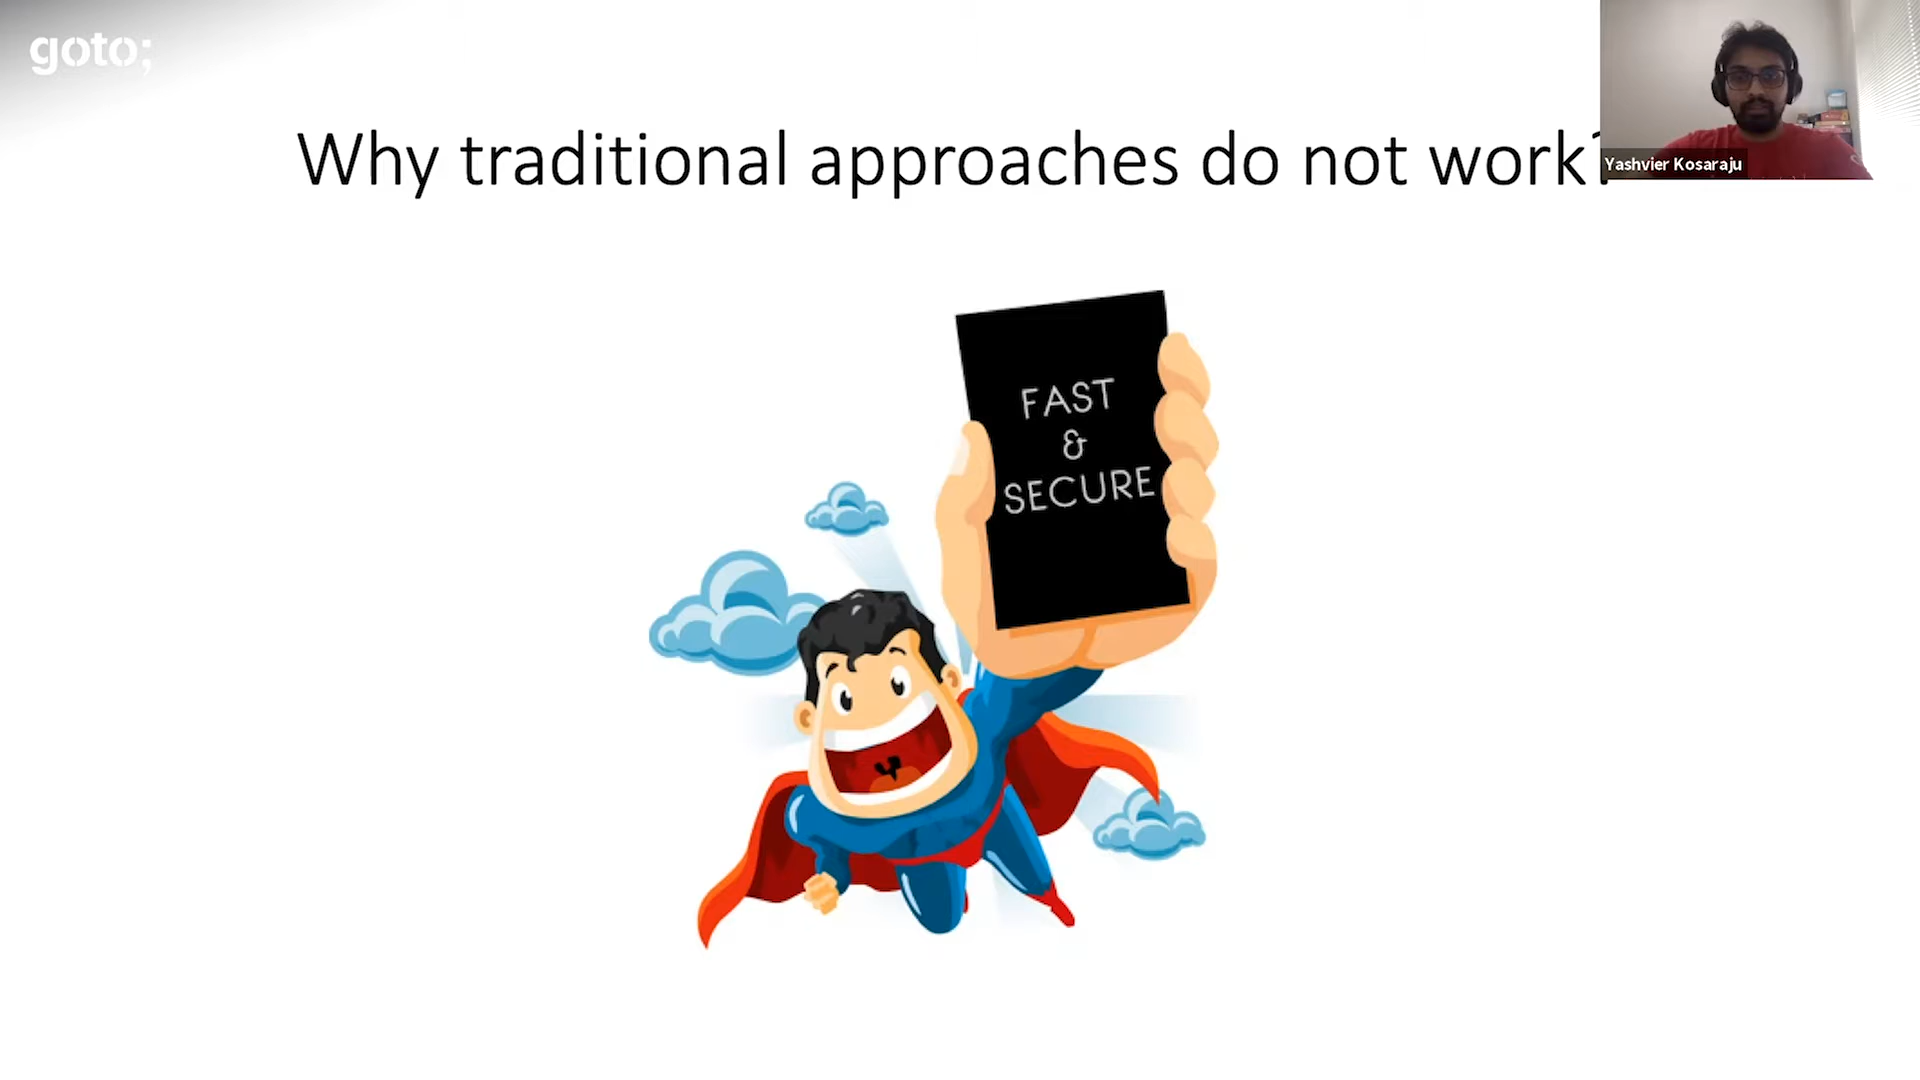 goto;
Why traditional approaches do not work?
Yashvier Kosaraju
FAST
&
SECURE